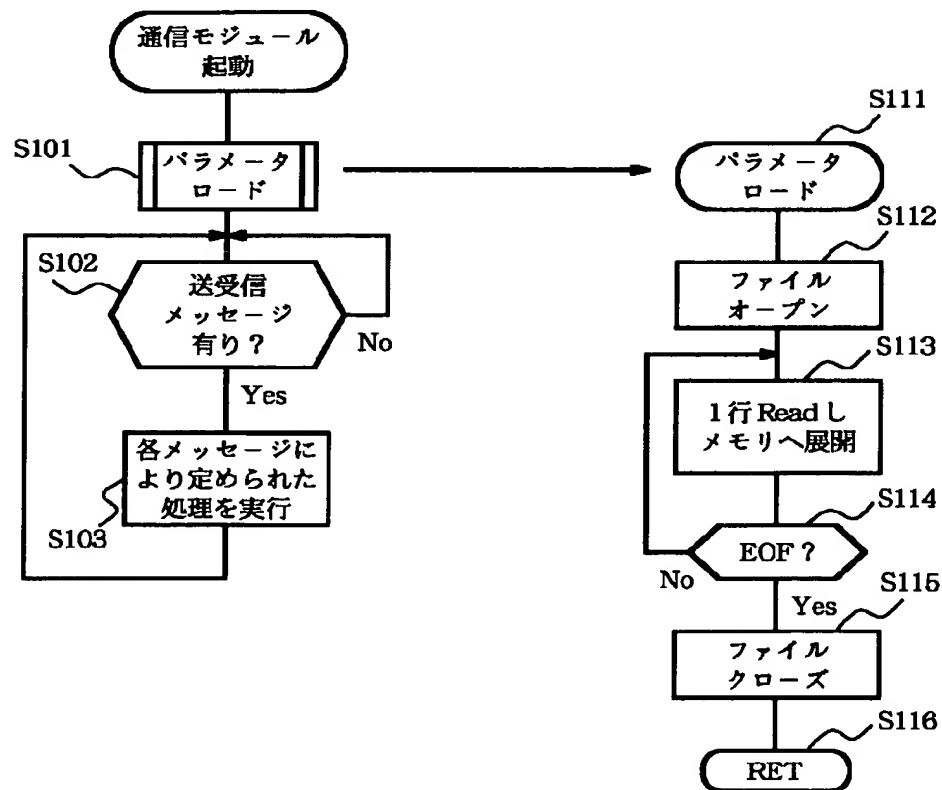 通信モジュール
起動
S101
パラメータ
ロード
S102
送受信
メッセージ
有り？
No
Yes
各メッセージに
より定められた
処理を実行
S103
S111
パラメータ
ロード
S112
ファイル
オープン
S113
1行Readし
メモリへ展開
S114
EOF？
No
Yes
S115
ファイル
クローズ
S116
RET